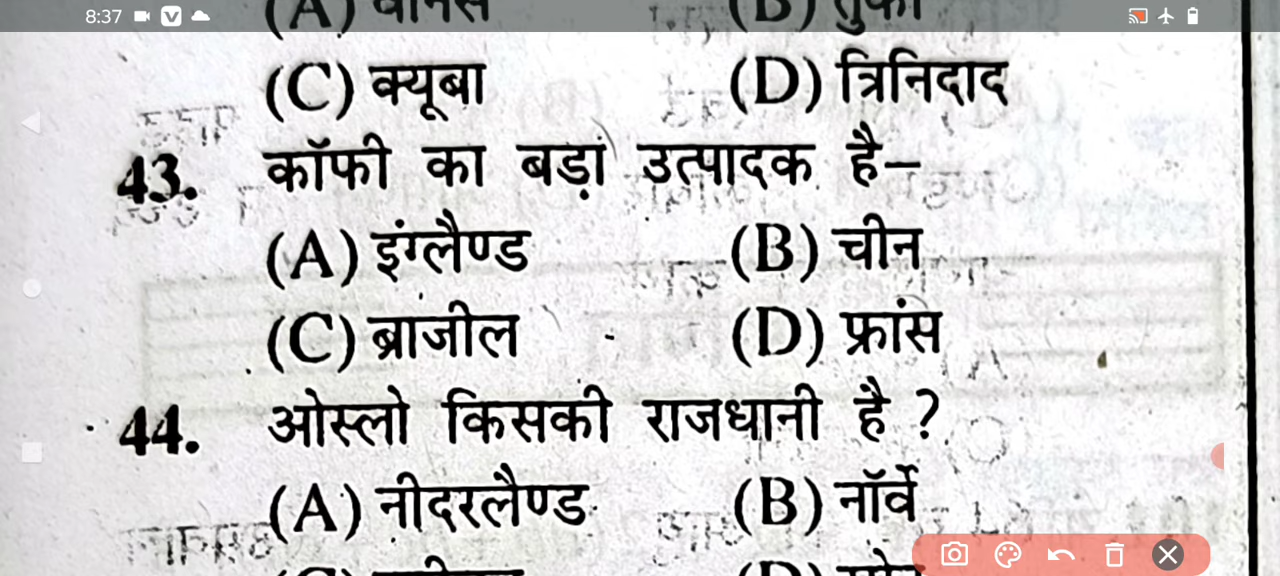 8:37
(C) क्यूबा (D) त्रिनिदाद
43. कॉफी का बड़ा उत्पादक है–
(A) इंग्लैण्ड (B) चीन
(C) ब्राजील (D) फ्रांस
44. ओस्लो किसकी राजधानी है ?
(A) नीदरलैण्ड (B) नॉर्वे